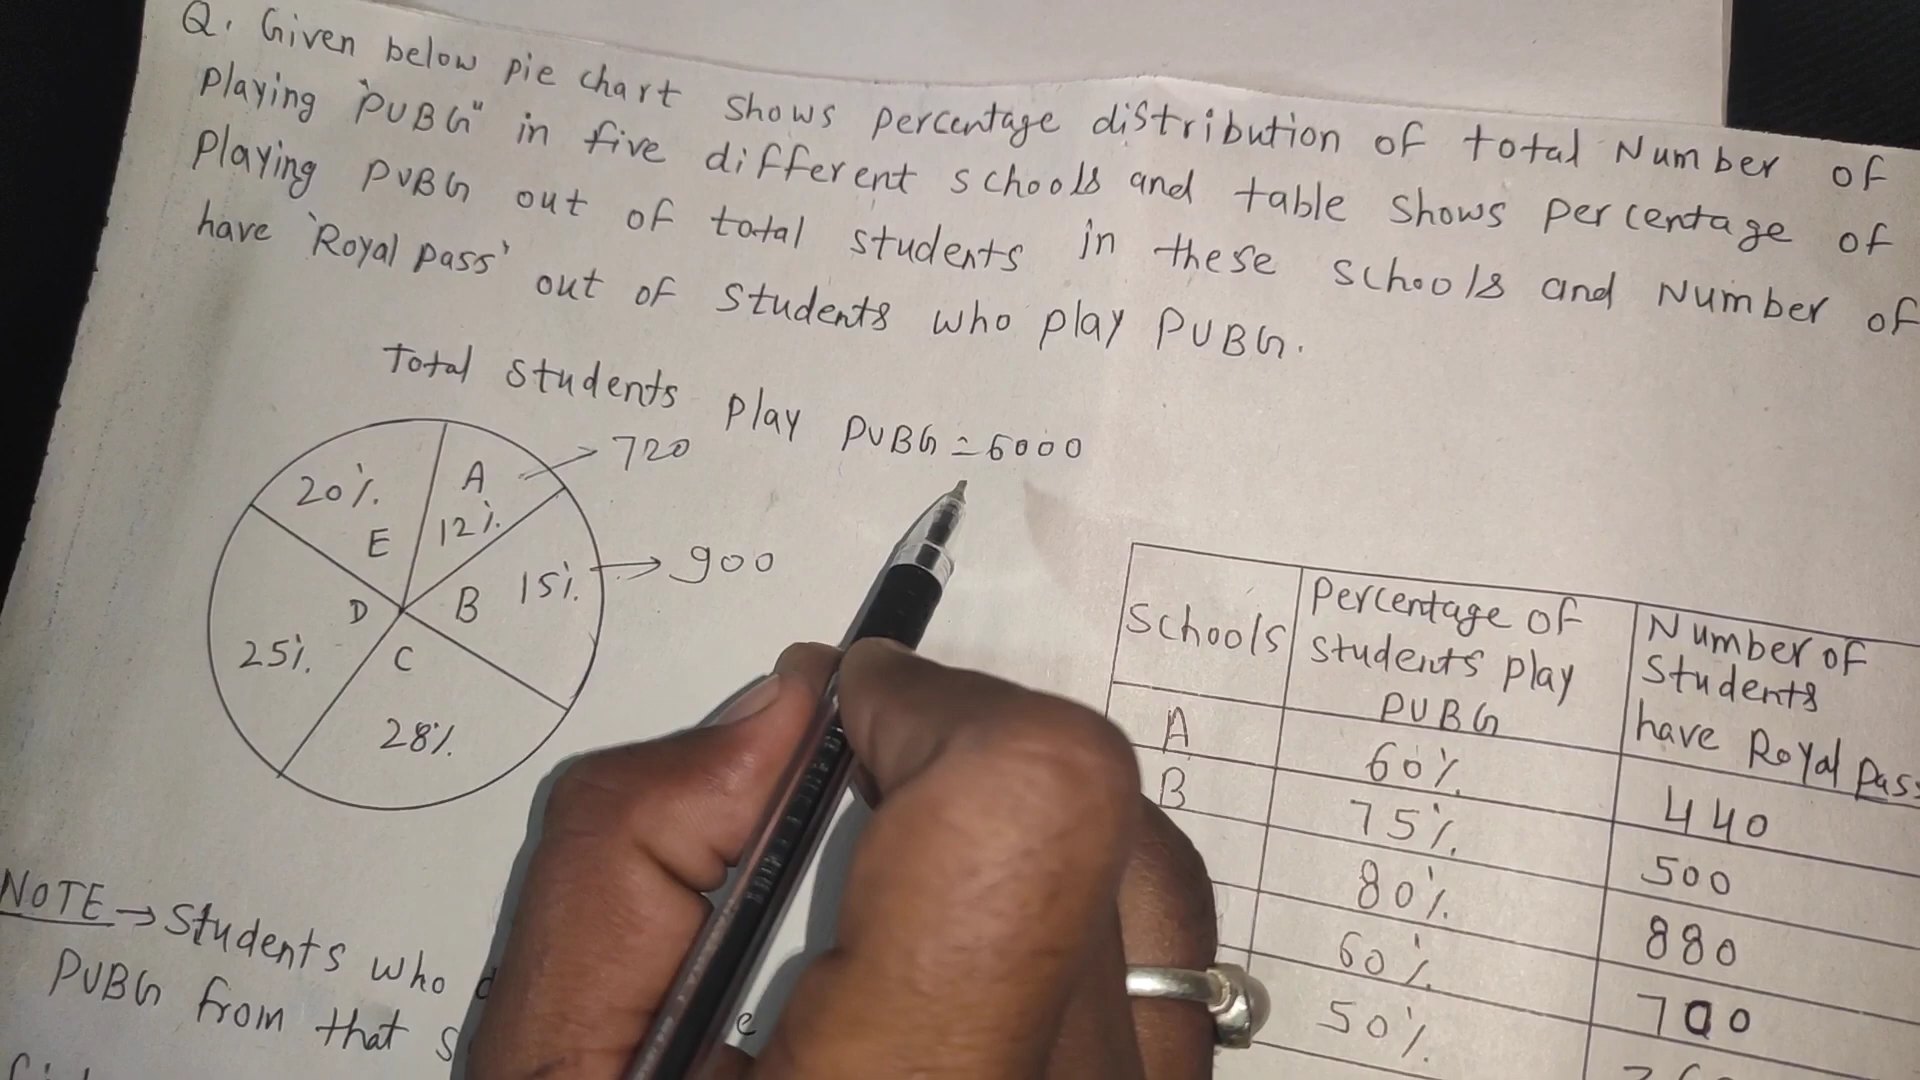 Q. Given below pie chart shows percentage distribution of total Number of
playing "PUBG" in five different schools and table shows percentage of
playing PUBG out of total students in these schools and Number of
have 'Royal pass' out of students who play PUBG.
Total students play PUBG = 6000
20%. E
A 12%.
720
B 15%.
900
D 25%.
C 28%.
Schools Percentage of students play PUBG Number of students have Royal pass
A 60%. 440
B 75%. 500
80%. 880
60%. 700
50%.
NOTE → Students who
PUBG from that